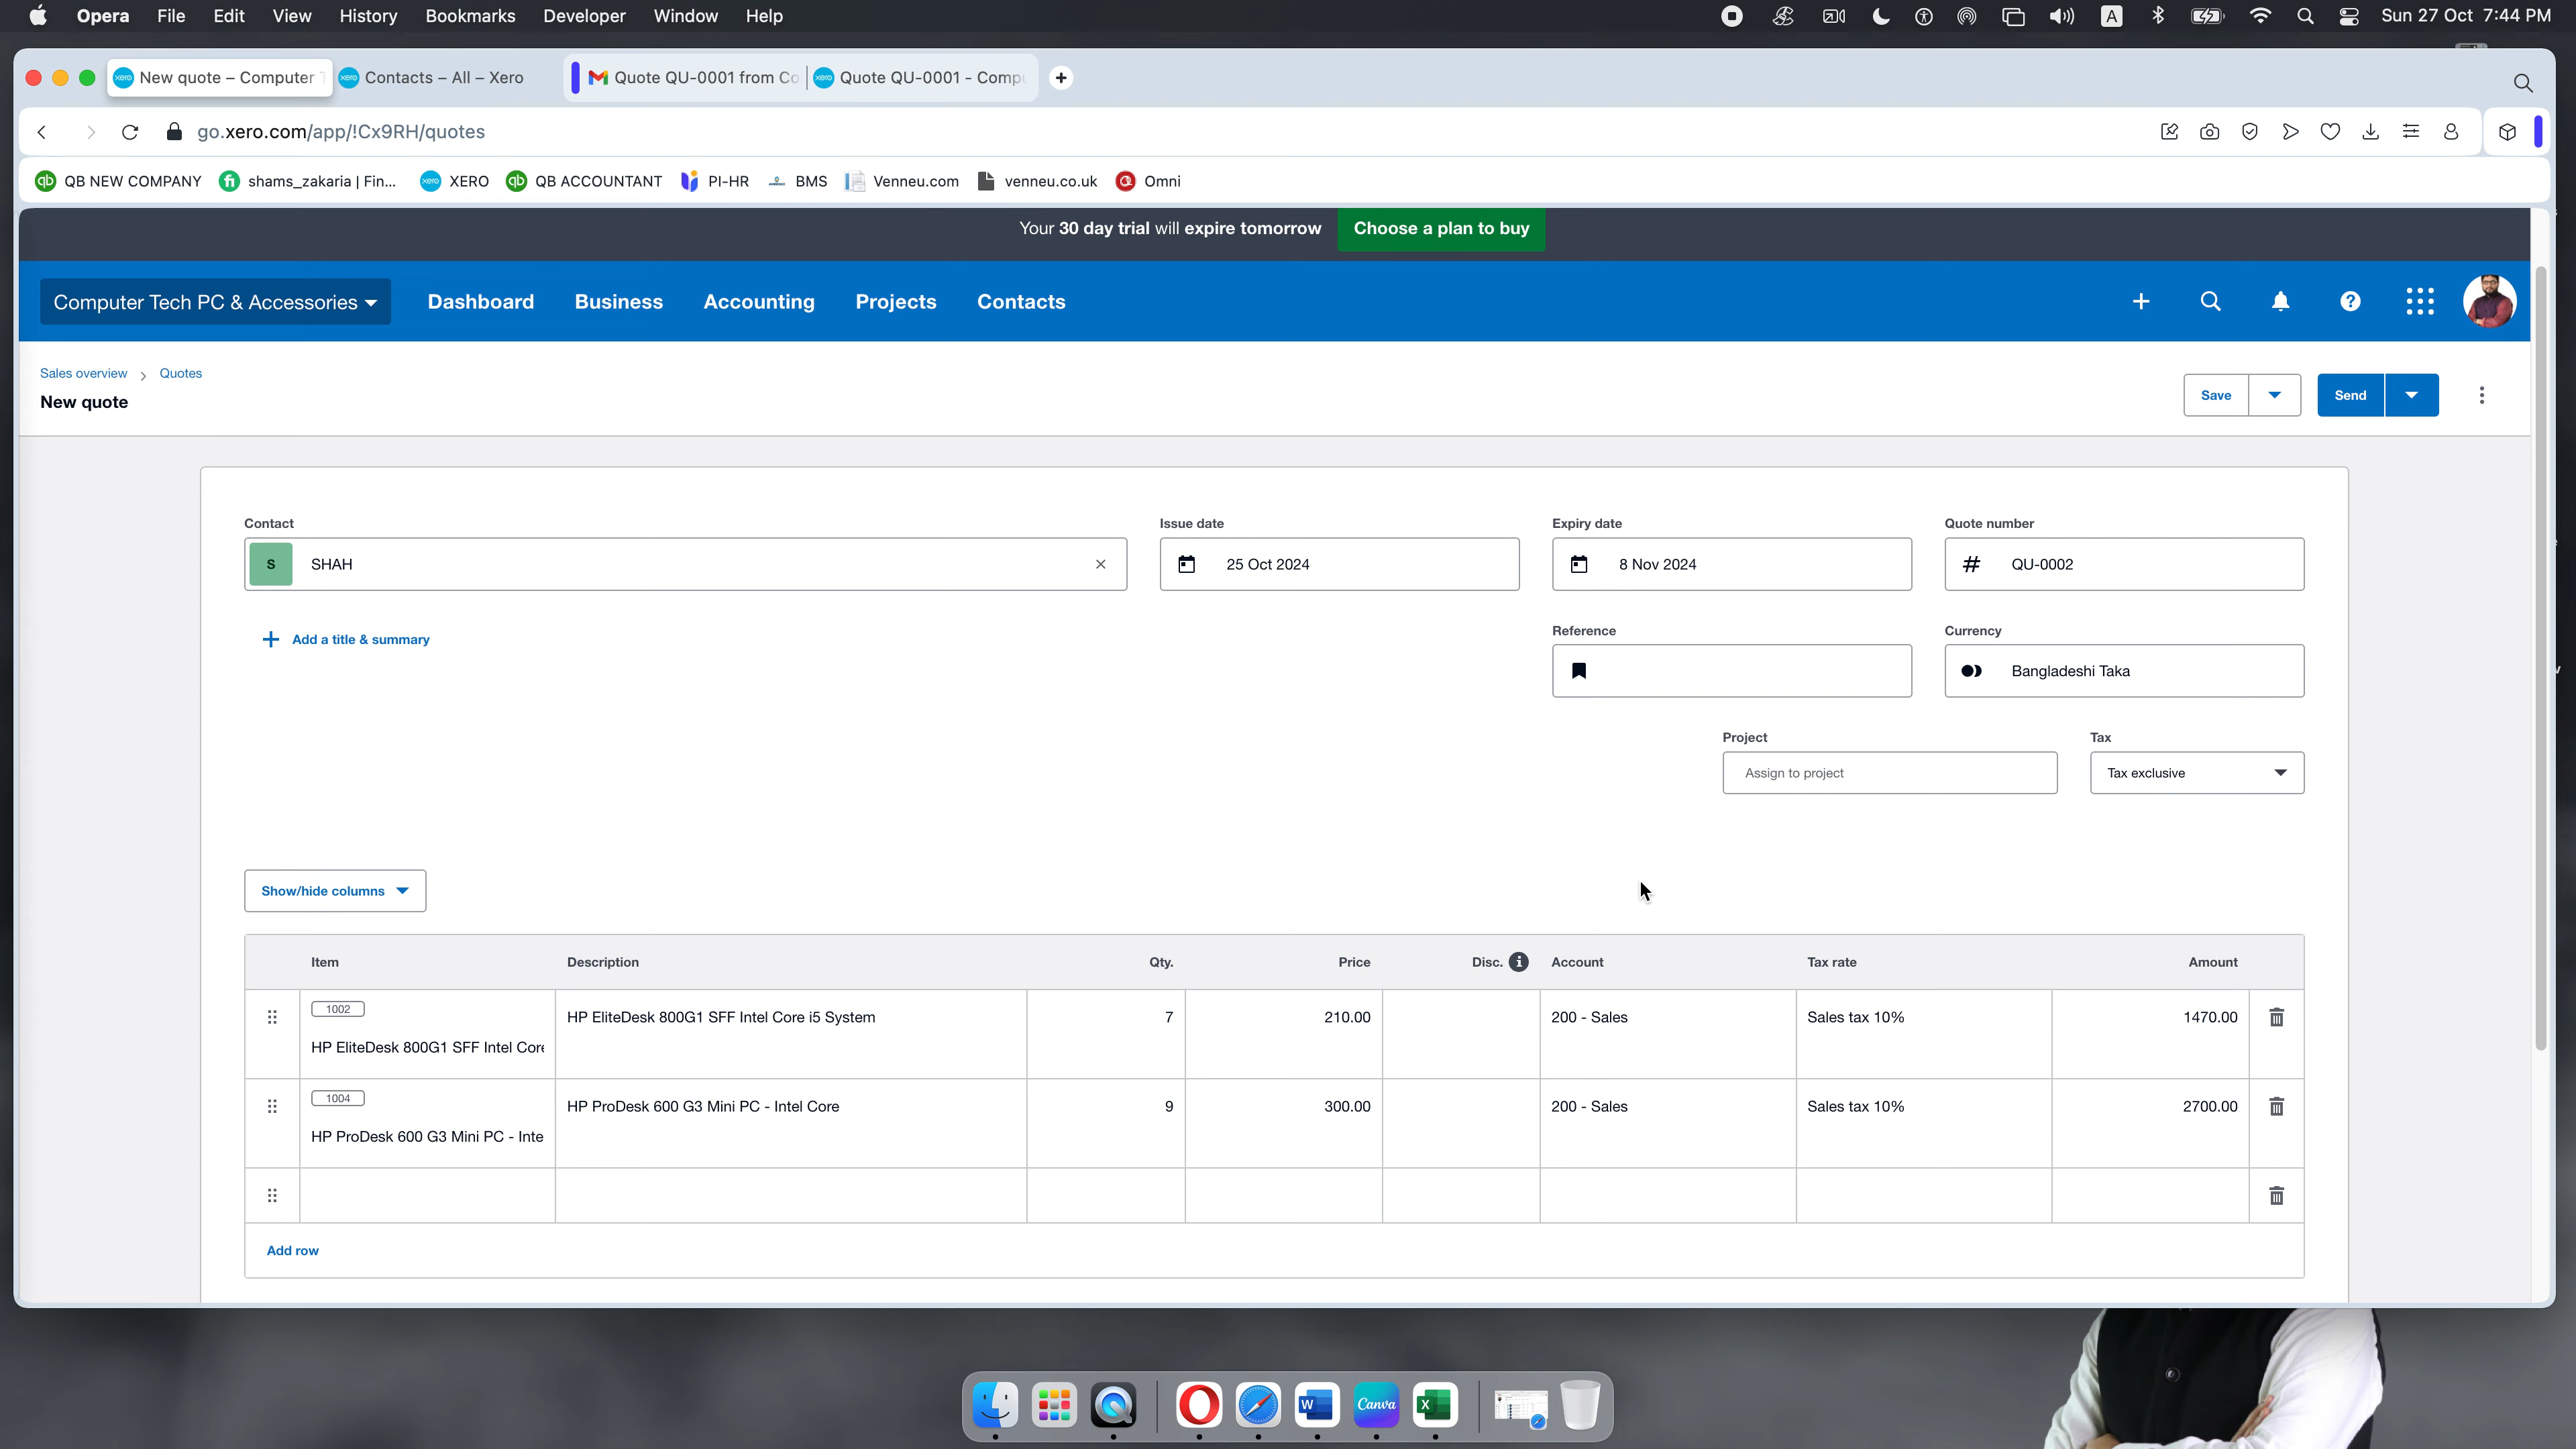 Opera File Edit View History Bookmarks Developer Window Help A Sun 27 Oct 7:44 PM
xero New quote – Computer xero Contacts – All – Xero Quote QU-0001 from Co xero Quote QU-0001 - Compu
go.xero.com/app/!Cx9RH/quotes
qb QB NEW COMPANY fi shams_zakaria | Fin... xero XERO qb QB ACCOUNTANT PI-HR BMS Venneu.com venneu.co.uk Omni
Your 30 day trial will expire tomorrow Choose a plan to buy
Computer Tech PC & Accessories Dashboard Business Accounting Projects Contacts
Sales overview > Quotes
New quote
Save Send
Contact Issue date Expiry date Quote number
S SHAH 25 Oct 2024 8 Nov 2024 # QU-0002
Add a title & summary
Reference Currency
Bangladeshi Taka
Project Tax
Assign to project Tax exclusive
Show/hide columns
Item Description Qty. Price Disc. Account Tax rate Amount
1002
HP EliteDesk 800G1 SFF Intel Core i5 System 7 210.00 200 - Sales Sales tax 10% 1470.00
HP EliteDesk 800G1 SFF Intel Core
1004
HP ProDesk 600 G3 Mini PC - Intel Core 9 300.00 200 - Sales Sales tax 10% 2700.00
HP ProDesk 600 G3 Mini PC - Inte
Add row
W Canva X